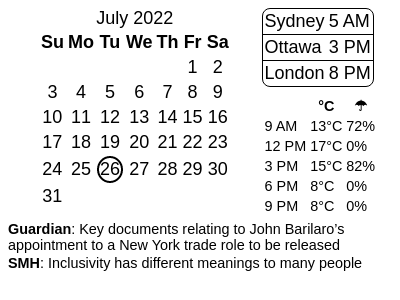 July 2022
Su Mo Tu We Th Fr Sa
1 2
3 4 5 6 7 8 9
10 11 12 13 14 15 16
17 18 19 20 21 22 23
24 25 26 27 28 29 30
31
Sydney 5 AM
Ottawa 3 PM
London 8 PM
°C ☂
9 AM 13°C 72%
12 PM 17°C 0%
3 PM 15°C 82%
6 PM 8°C 0%
9 PM 8°C 0%
Guardian: Key documents relating to John Barilaro’s
appointment to a New York trade role to be released
SMH: Inclusivity has different meanings to many people